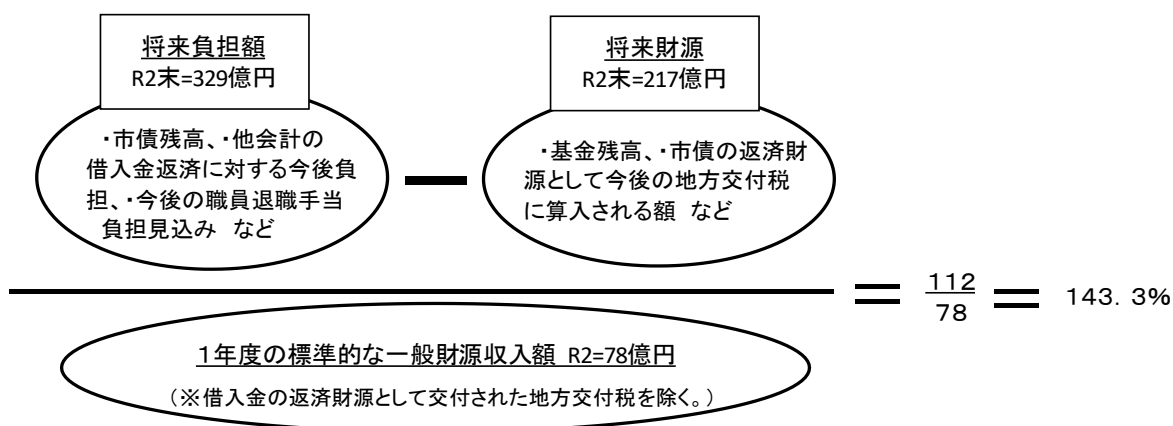 将来負担額
R2末=329億円
・市債残高、・他会計の
借入金返済に対する今後負
担、・今後の職員退職手当
負担見込み など
将来財源
R2末=217億円
・基金残高、・市債の返済財
源として今後の地方交付税
に算入される額 など
1年度の標準的な一般財源収入額 R2=78億円
（※借入金の返済財源として交付された地方交付税を除く。）
＝ 112/78 ＝ 143.3%